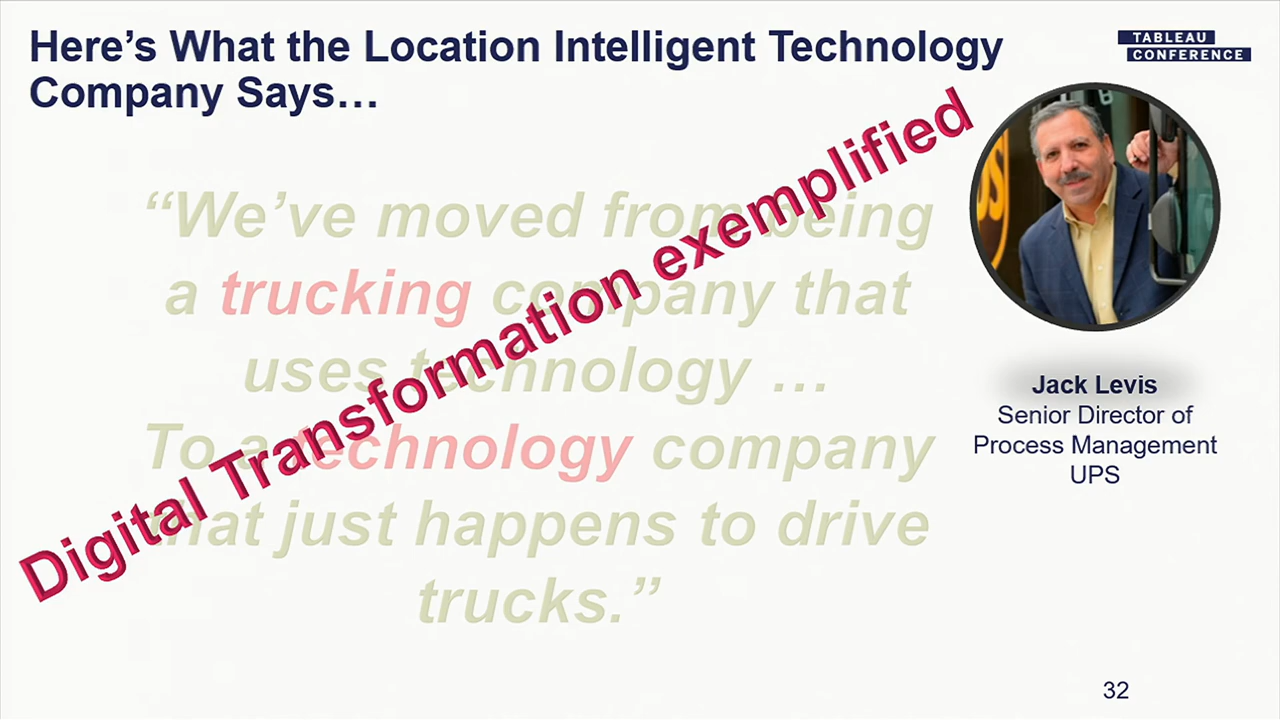 Here’s What the Location Intelligent Technology
Company Says…
TABLEAU
CONFERENCE
“We’ve moved from being
a trucking company that
uses technology …
To a technology company
that just happens to drive
trucks.”
Digital Transformation exemplified
Jack Levis
Senior Director of
Process Management
UPS
32